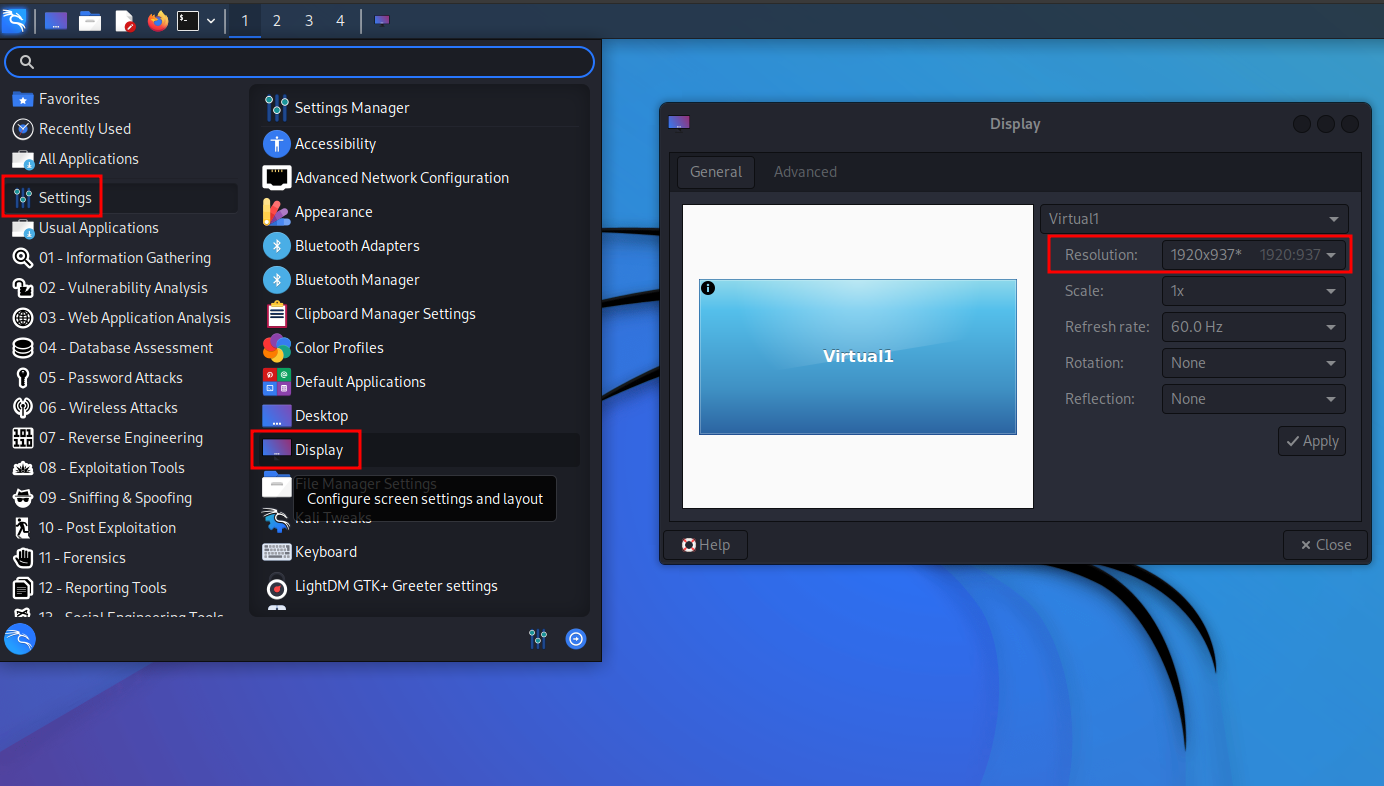 1 2 3 4
Favorites
Recently Used
All Applications
Settings
Usual Applications
01 - Information Gathering
02 - Vulnerability Analysis
03 - Web Application Analysis
04 - Database Assessment
05 - Password Attacks
06 - Wireless Attacks
07 - Reverse Engineering
08 - Exploitation Tools
09 - Sniffing & Spoofing
10 - Post Exploitation
11 - Forensics
12 - Reporting Tools
13 - Social Engineering Tools
Settings Manager
Accessibility
Advanced Network Configuration
Appearance
Bluetooth Adapters
Bluetooth Manager
Clipboard Manager Settings
Color Profiles
Default Applications
Desktop
Display
File Manager Settings
Configure screen settings and layout
Kali Tweaks
Keyboard
LightDM GTK+ Greeter settings
Display
General Advanced
Virtual1
Virtual1
Resolution: 1920x937* 1920:937
Scale: 1x
Refresh rate: 60.0 Hz
Rotation: None
Reflection: None
Apply
Help
Close